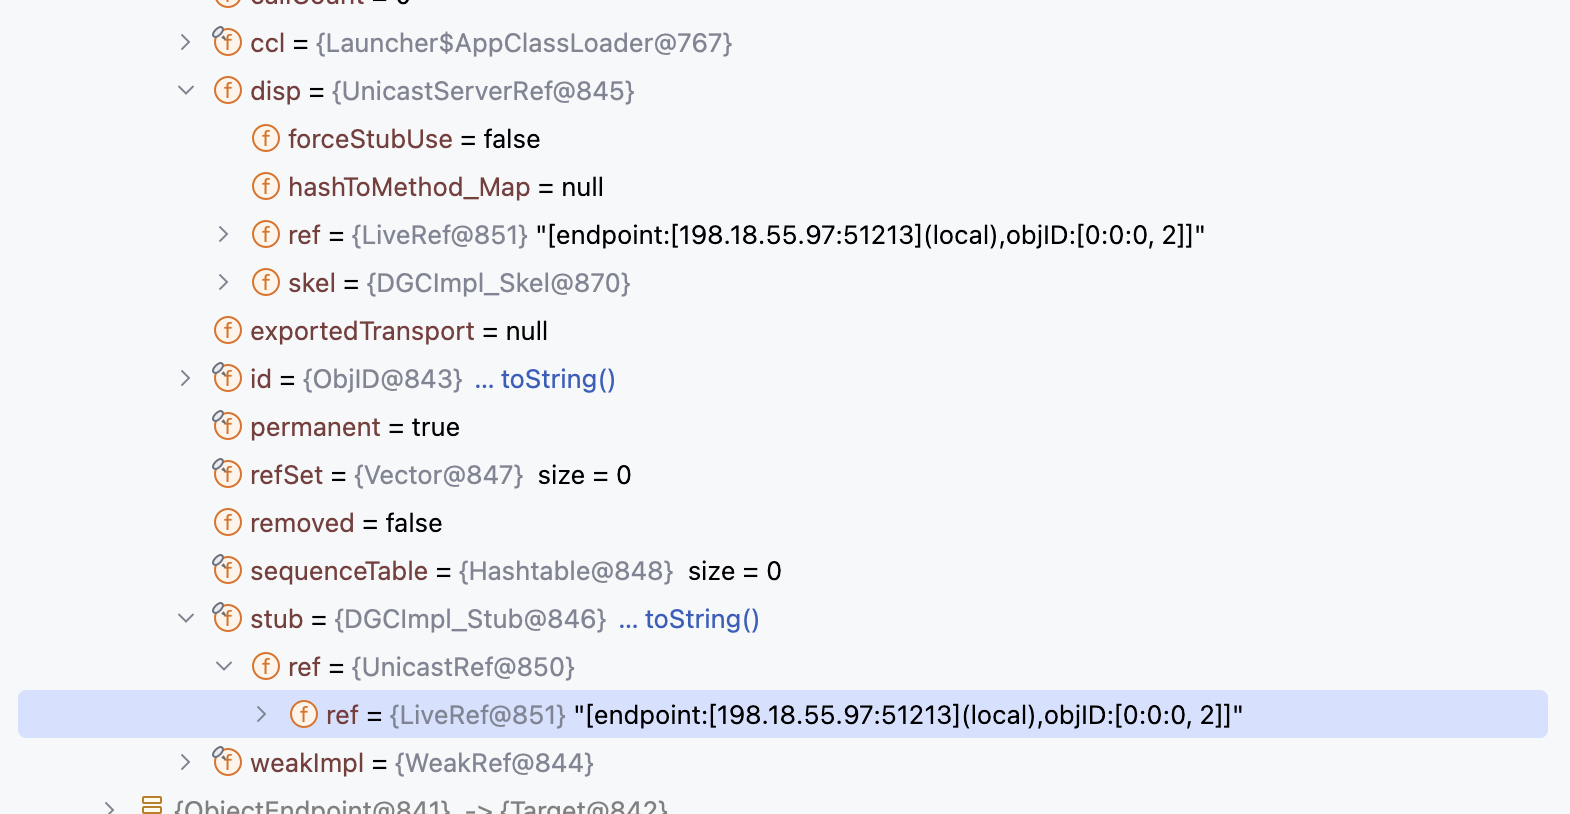 callCount = 0
ccl = {Launcher$AppClassLoader@767}
disp = {UnicastServerRef@845}
forceStubUse = false
hashToMethod_Map = null
ref = {LiveRef@851} "[endpoint:[198.18.55.97:51213](local),objID:[0:0:0, 2]]"
skel = {DGCImpl_Skel@870}
exportedTransport = null
id = {ObjID@843} ... toString()
permanent = true
refSet = {Vector@847} size = 0
removed = false
sequenceTable = {Hashtable@848} size = 0
stub = {DGCImpl_Stub@846} ... toString()
ref = {UnicastRef@850}
ref = {LiveRef@851} "[endpoint:[198.18.55.97:51213](local),objID:[0:0:0, 2]]"
weakImpl = {WeakRef@844}
{ObjectEndpoint@841} -> {Target@842}